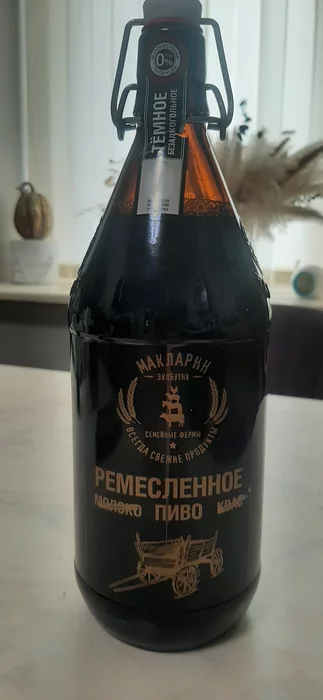 0%
ТЁМНОЕ
БЕЗАЛКОГОЛЬНОЕ
МАКЛАРИН
ЭКОБУТИК
СЕМЕЙНЫЕ ФЕРМЫ
ВСЕГДА СВЕЖИЕ ПРОДУКТЫ
РЕМЕСЛЕННОЕ
МОЛОКО ПИВО КВАС